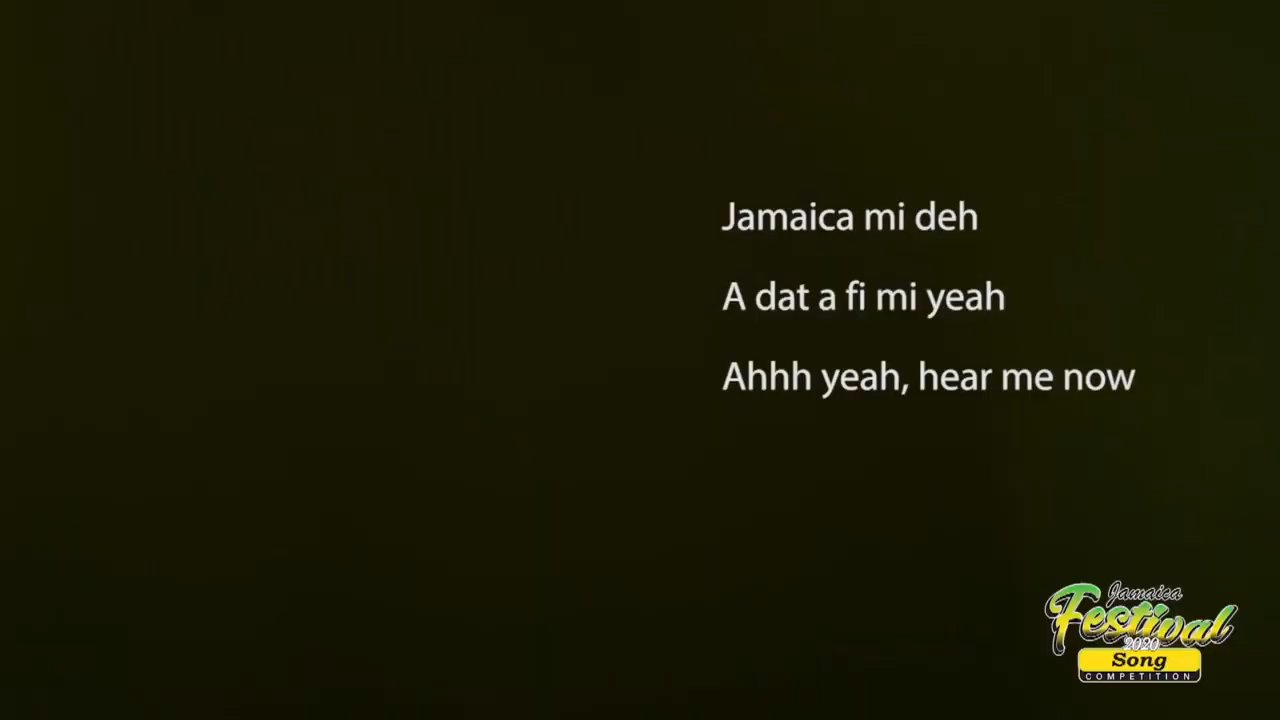 Jamaica mi deh
A dat a fi mi yeah
Ahhh yeah, hear me now
Jamaica
Festival
2020
Song
COMPETITION